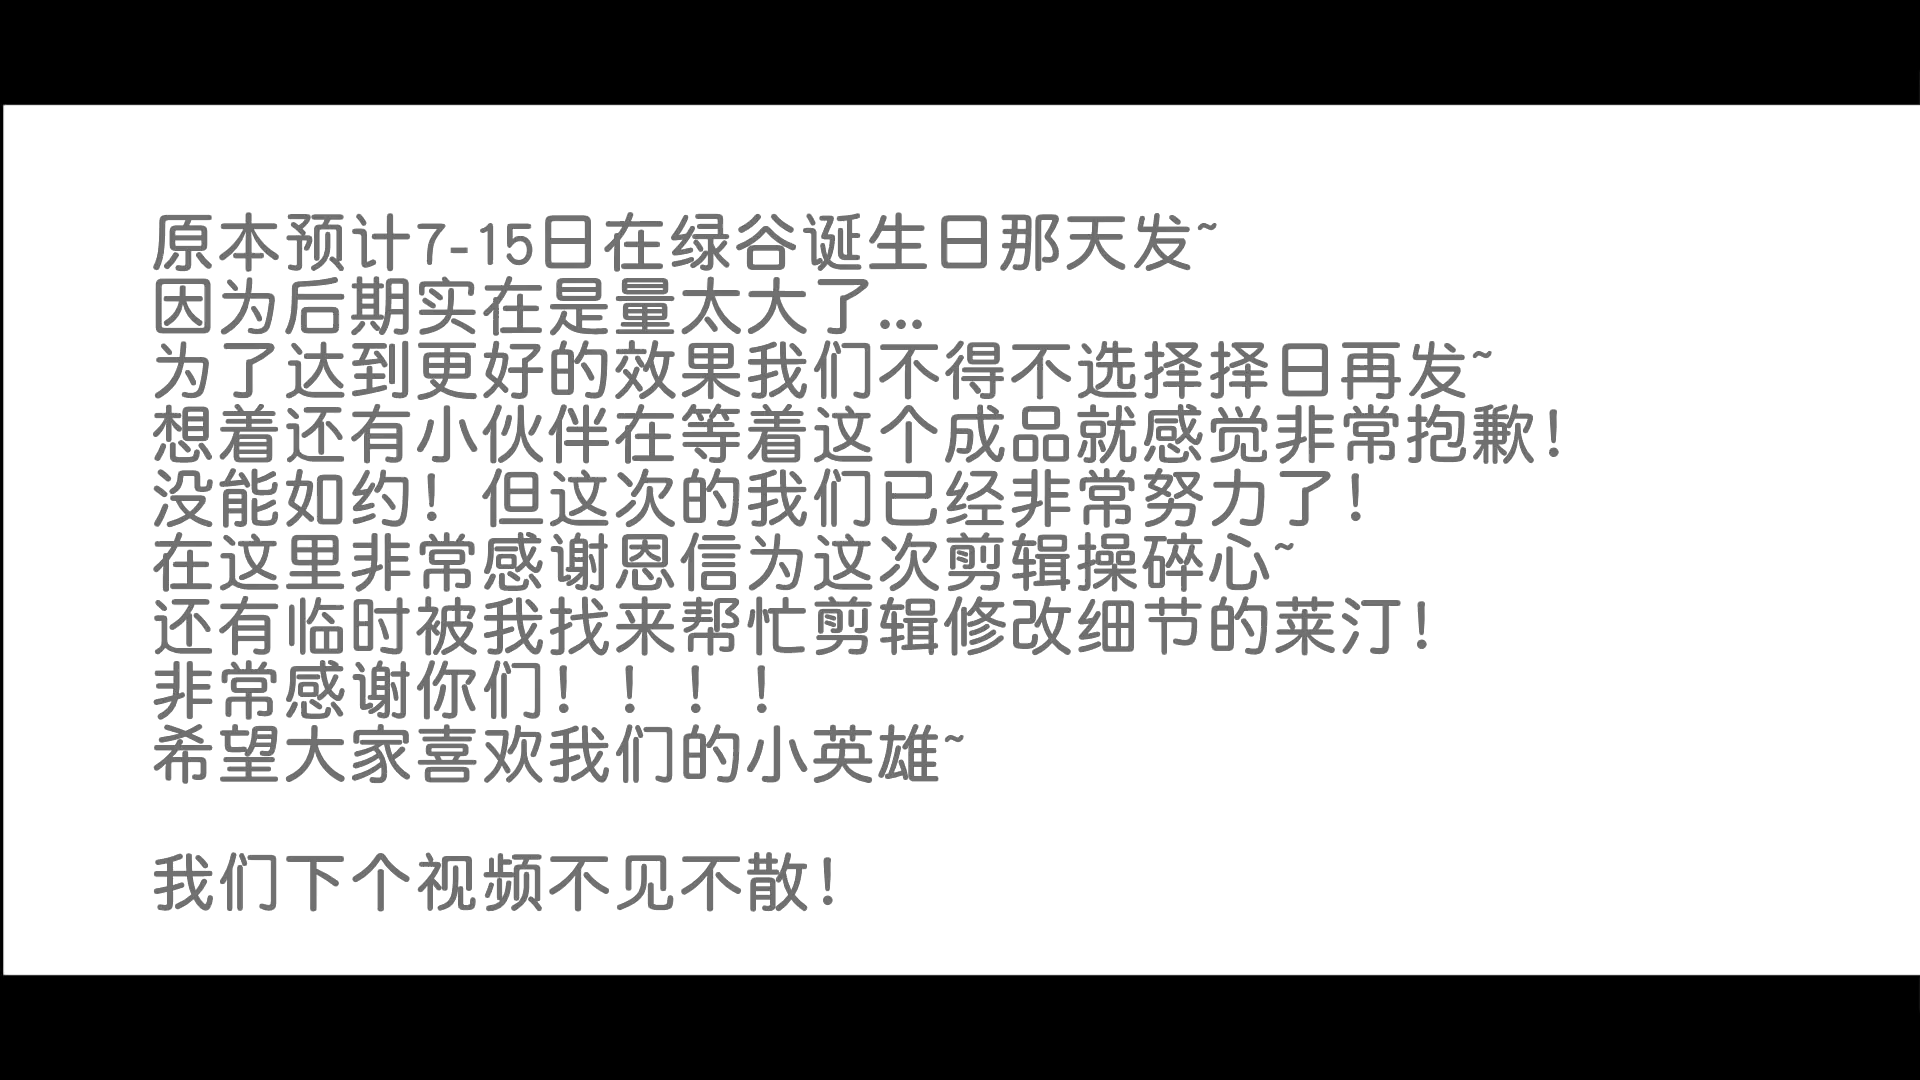 原本预计7-15日在绿谷诞生日那天发~
因为后期实在是量太大了...
为了达到更好的效果我们不得不选择择日再发~
想着还有小伙伴在等着这个成品就感觉非常抱歉！
没能如约！但这次的我们已经非常努力了！
在这里非常感谢恩信为这次剪辑操碎心~
还有临时被我找来帮忙剪辑修改细节的莱汀！
非常感谢你们！！！！
希望大家喜欢我们的小英雄~
我们下个视频不见不散！